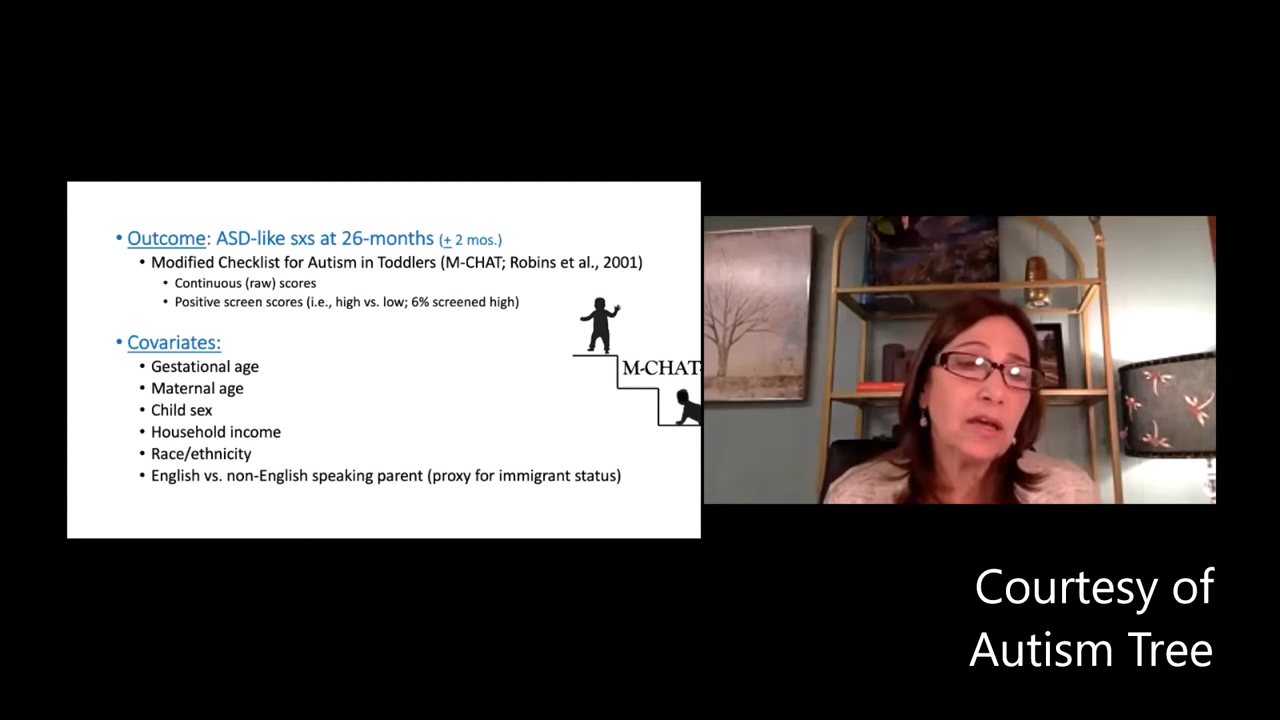 • Outcome: ASD-like sxs at 26-months (± 2 mos.)
• Modified Checklist for Autism in Toddlers (M-CHAT; Robins et al., 2001)
• Continuous (raw) scores
• Positive screen scores (i.e., high vs. low; 6% screened high)
• Covariates:
• Gestational age
• Maternal age
• Child sex
• Household income
• Race/ethnicity
• English vs. non-English speaking parent (proxy for immigrant status)
M-CHAT
Courtesy of
Autism Tree